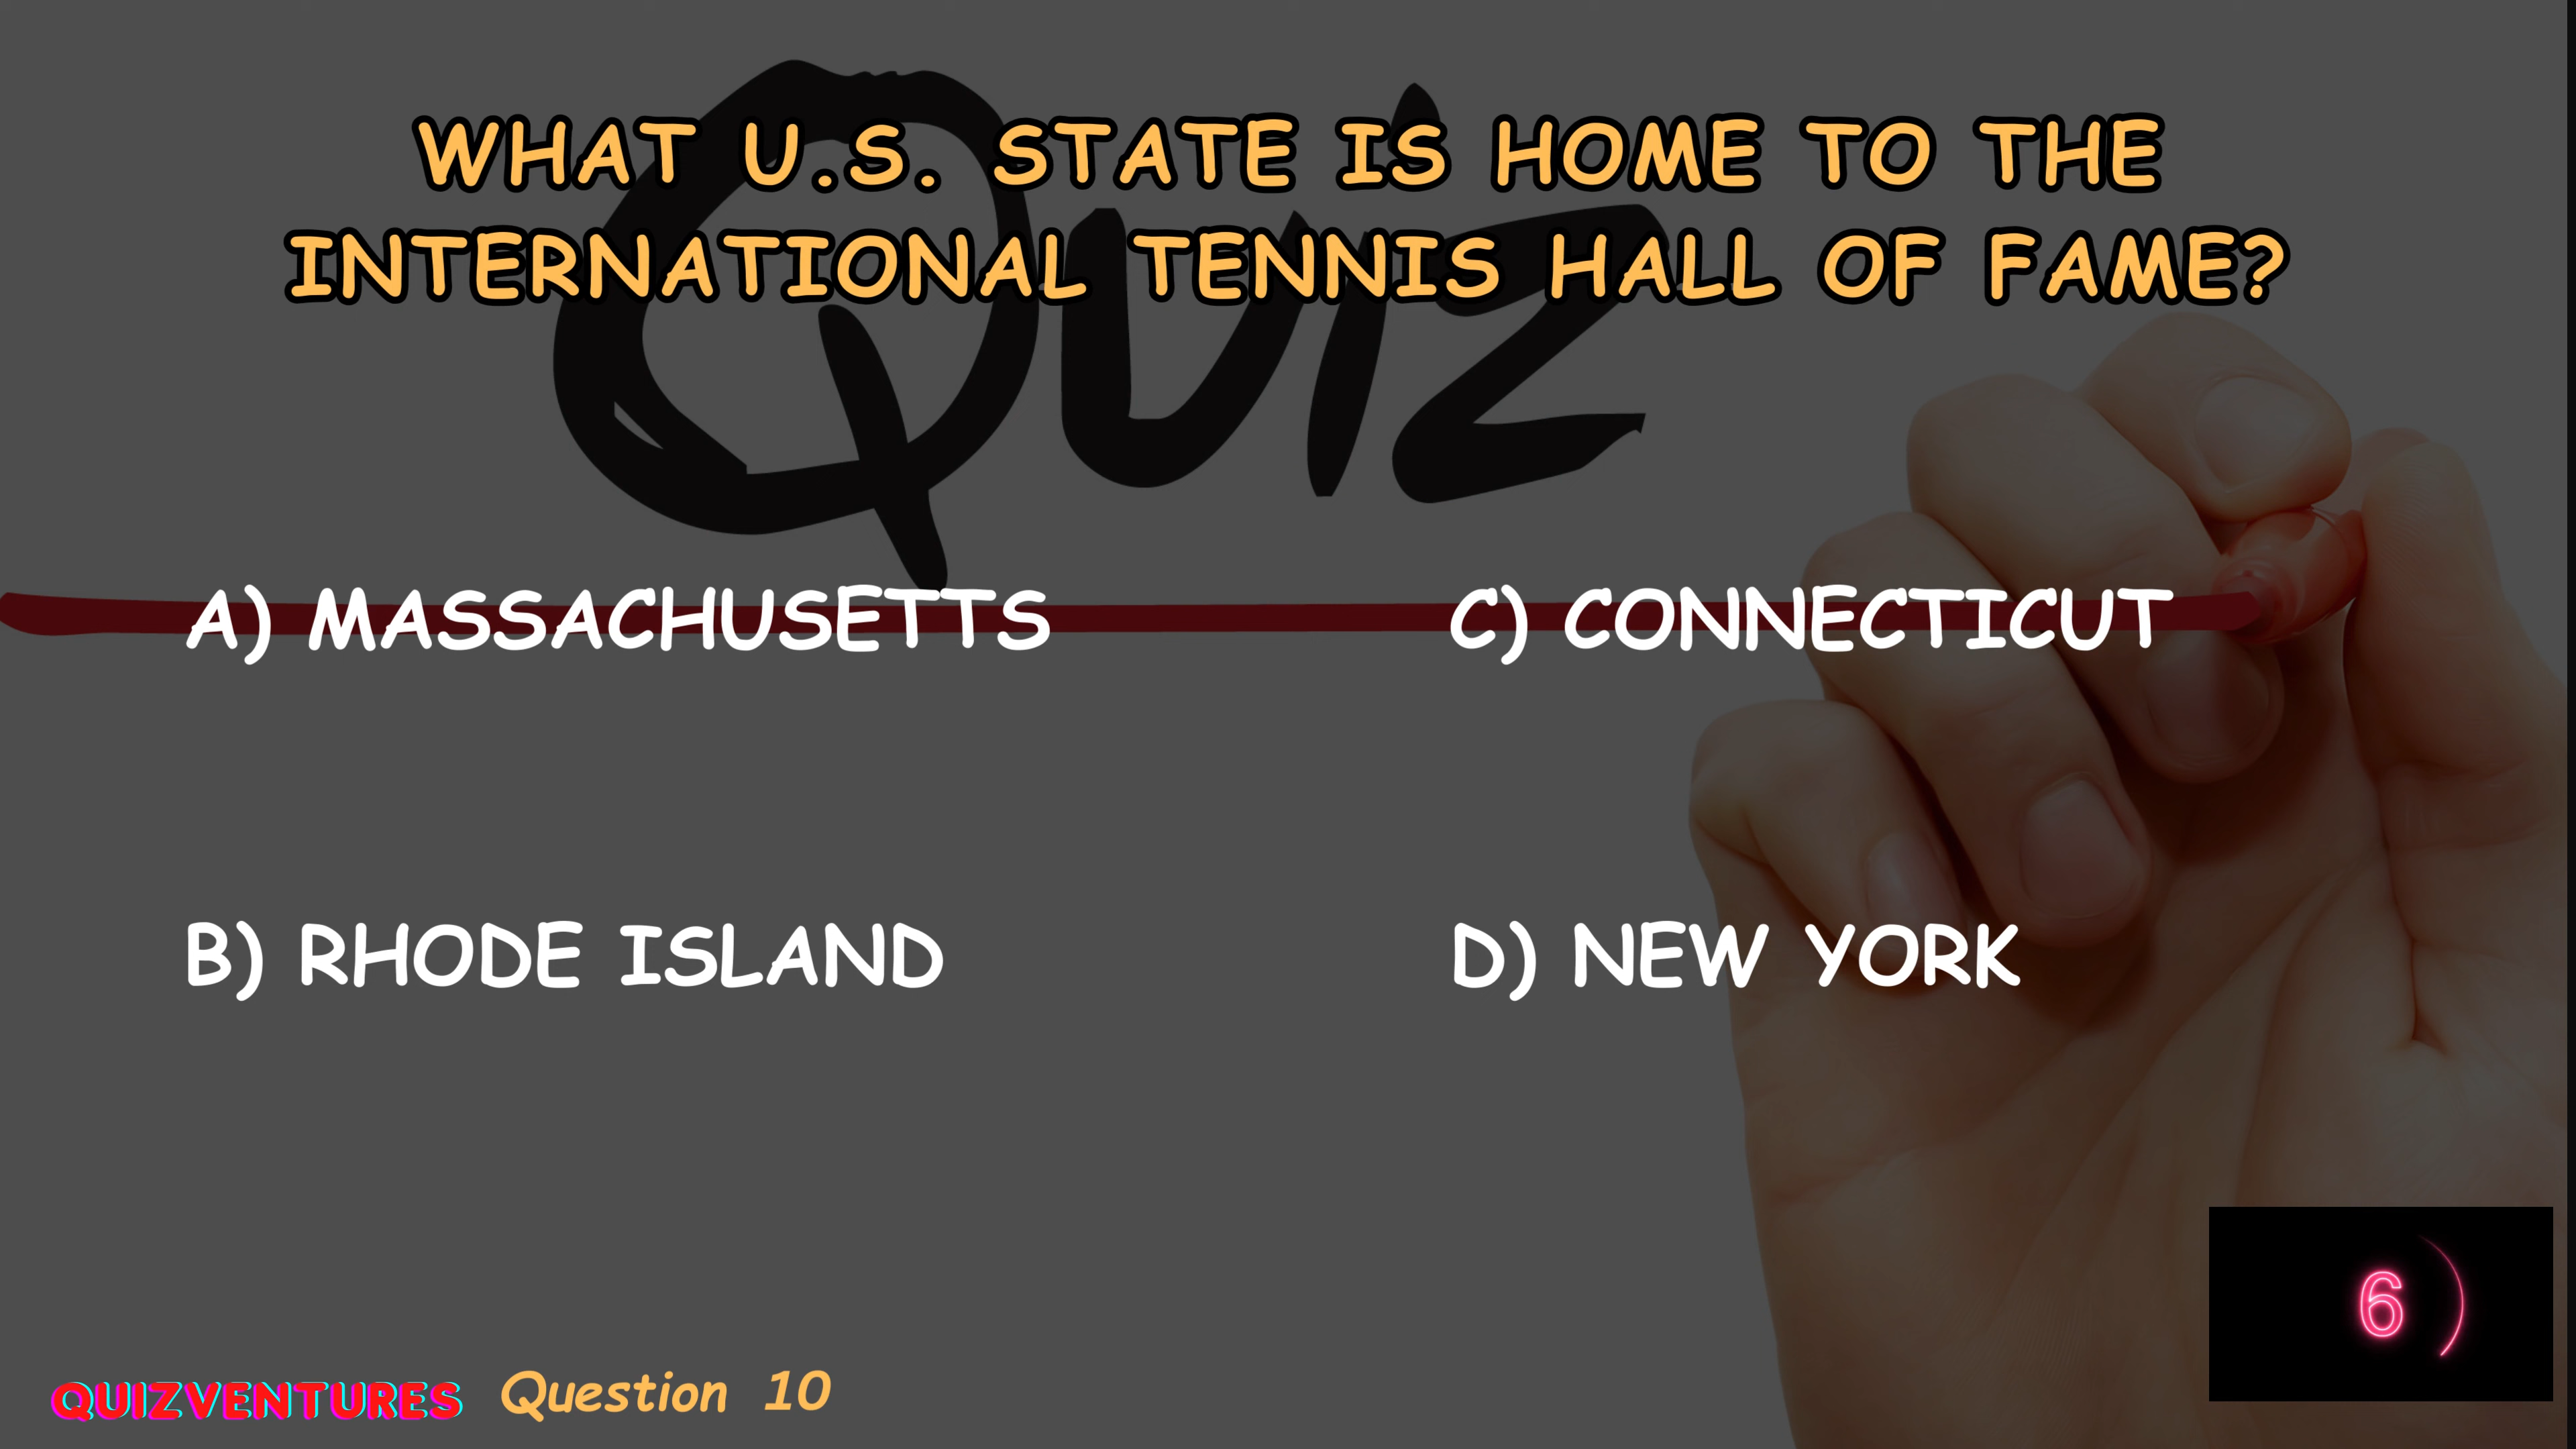 WHAT U.S. STATE IS HOME TO THE
INTERNATIONAL TENNIS HALL OF FAME?
QUIZ
A) MASSACHUSETTS
C) CONNECTICUT
B) RHODE ISLAND
D) NEW YORK
6
QUIZVENTURES Question 10